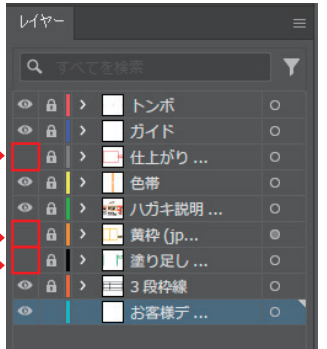 レイヤー
すべてを検索
トンボ
ガイド
仕上がり ...
色帯
ハガキ説明 ...
黄枠 (jp...
塗り足し ...
3 段枠線
お客様デ ...